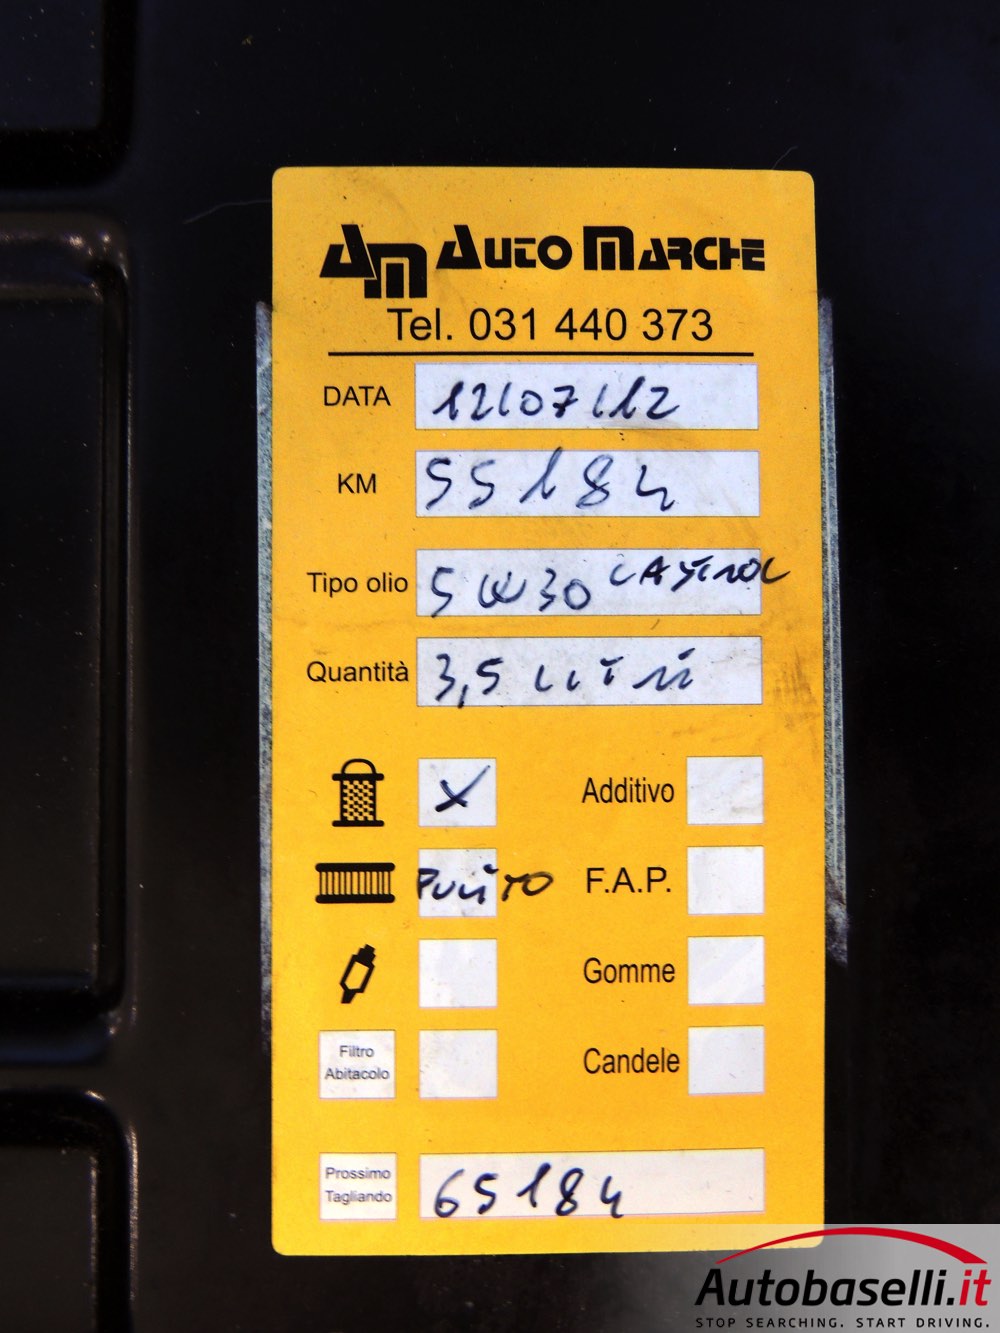 AM AUTO MARCHE
Tel. 031 440 373
DATA 12/07/12
KM 55184
Tipo olio 5W30 CASTROL
Quantità 3,5 LITRI
X Additivo
PULITO F.A.P.
Gomme
Filtro
Abitacolo
Candele
Prossimo
Tagliando
65184
Autobaselli.it
STOP SEARCHING. START DRIVING.